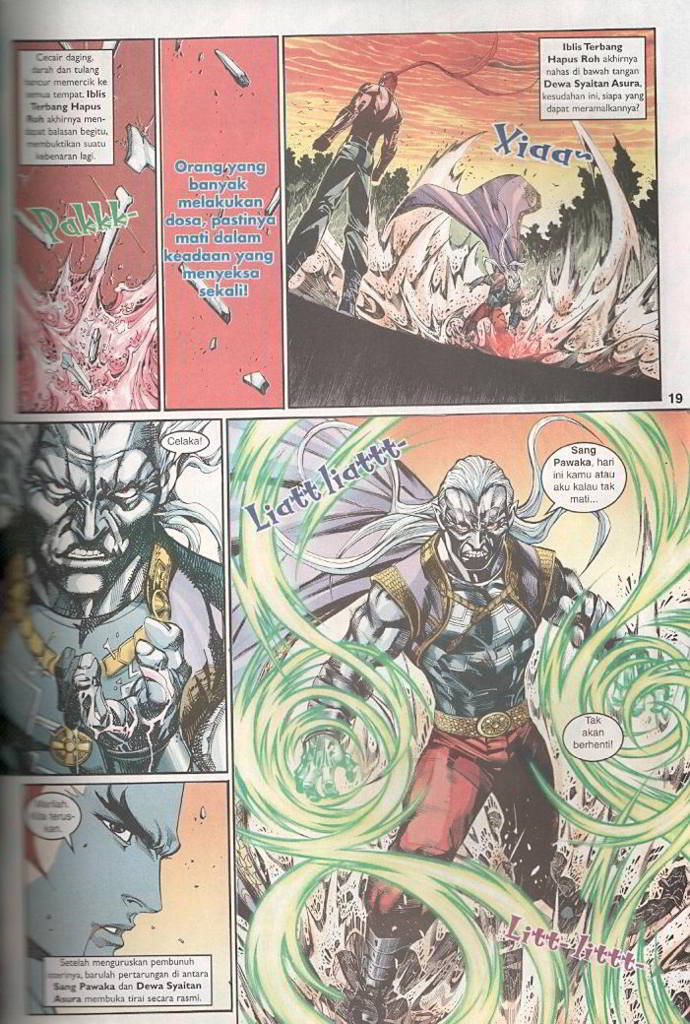 Cecair daging,
darah dan tulang
hancur memercik ke
semua tempat. Iblis
Terbang Hapus
Roh akhirnya men-
dapat balasan begitu,
membuktikan suatu
kebenaran lagi.
Pakkk-
Orang yang
banyak
melakukan
dosa, pastinya
mati dalam
keadaan yang
menyeksa
sekali!
Iblis Terbang
Hapus Roh akhirnya
nahas di bawah tangan
Dewa Syaitan Asura,
kesudahan ini, siapa yang
dapat meramalkannya?
Xiaa-
19
Celaka!
Liatt liattt-
Sang
Pawaka, hari
ini kamu atau
aku kalau tak
mati...
Tak
akan
berhenti!
Marilah.
Kita terus-
kan.
Setelah menguruskan pembunuh
isterinya, barulah pertarungan di antara
Sang Pawaka dan Dewa Syaitan
Asura membuka tirai secara rasmi.
Litt-littt-